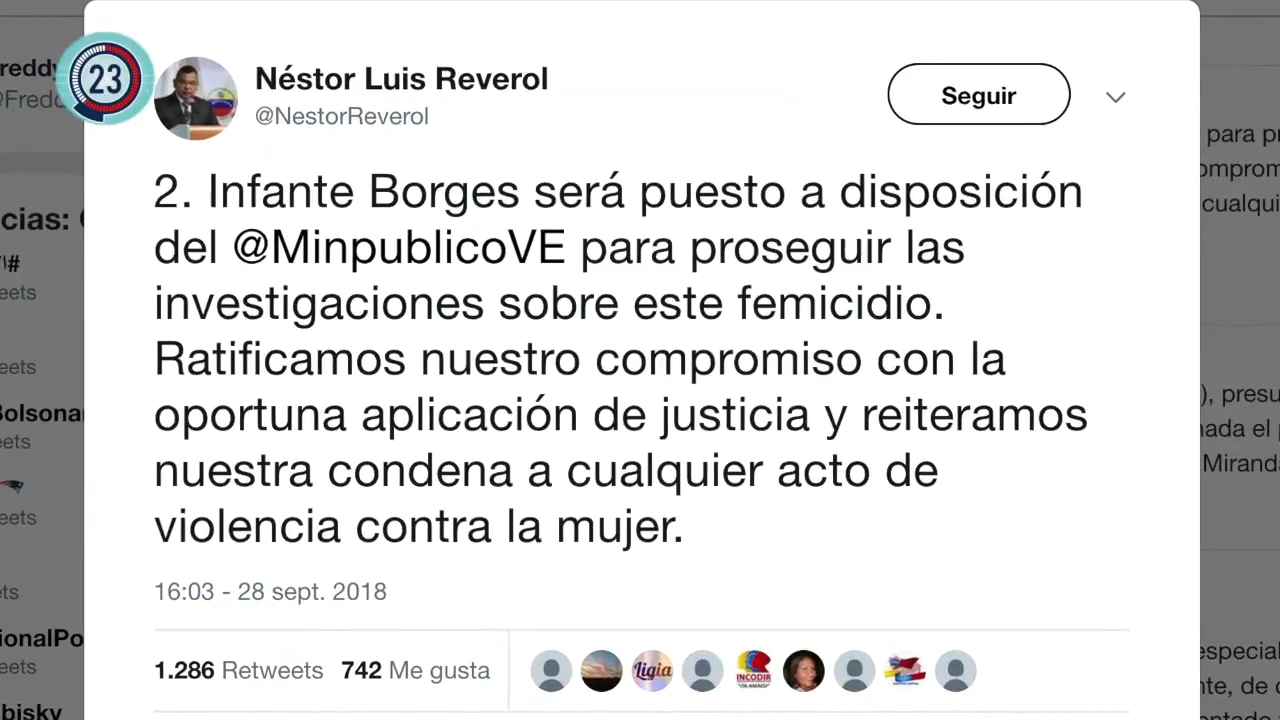 23
Néstor Luis Reverol
@NestorReverol
Seguir
2. Infante Borges será puesto a disposición
del @MinpublicoVE para proseguir las
investigaciones sobre este femicidio.
Ratificamos nuestro compromiso con la
oportuna aplicación de justicia y reiteramos
nuestra condena a cualquier acto de
violencia contra la mujer.
16:03 - 28 sept. 2018
1.286 Retweets 742 Me gusta
Ligia
INCODIR